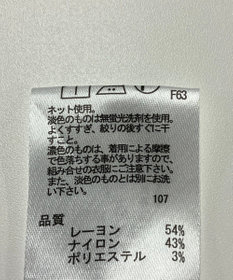 F63
ネット使用。
淡色のものは無蛍光洗剤を使用。
よくすすぎ、絞りの後すぐに干
すこと。
濃色のものは、着用による摩擦
で色落ちする事がありますので、
組み合せの衣服にご注意下さい。
また、淡色のものとは別にお洗
い下さい。
107
品質
レーヨン 54%
ナイロン 43%
ポリエステル 3%